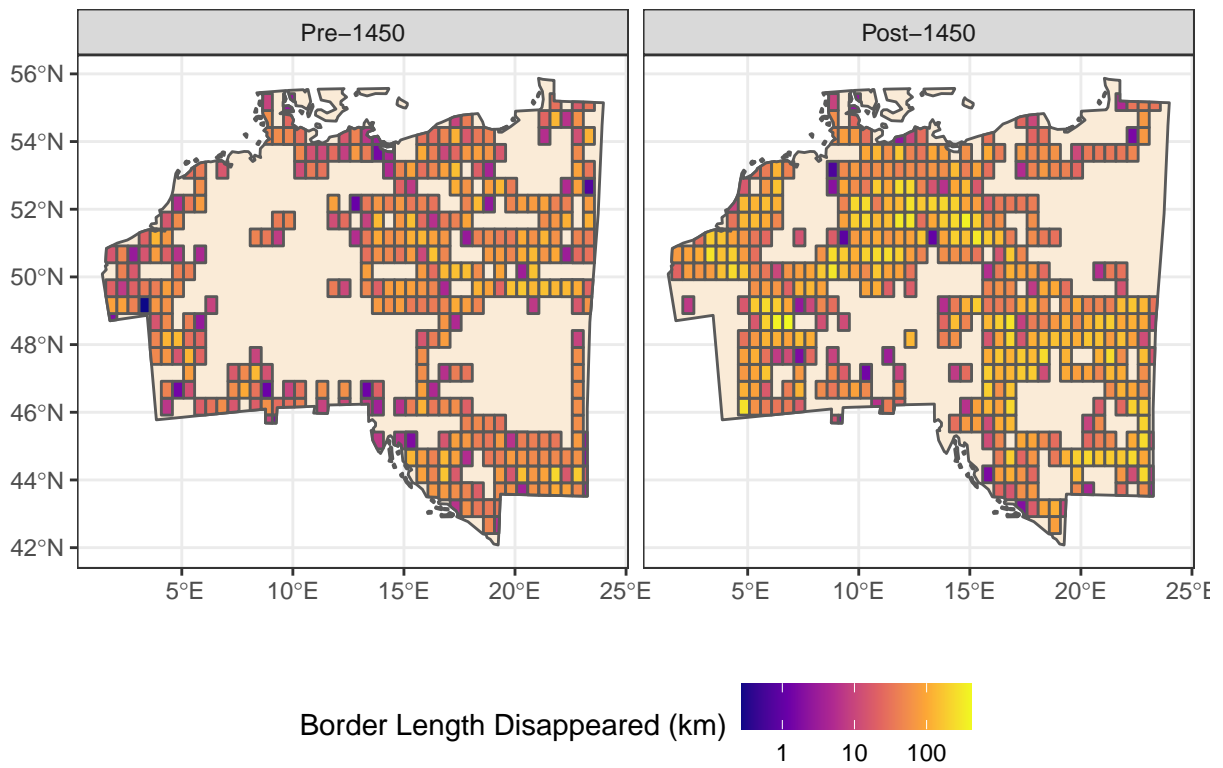 Pre−1450 Post−1450
56°N
54°N
52°N
50°N
48°N
46°N
44°N
42°N
5°E 10°E 15°E 20°E 25°E 5°E 10°E 15°E 20°E 25°E
Border Length Disappeared (km)
1 10 100